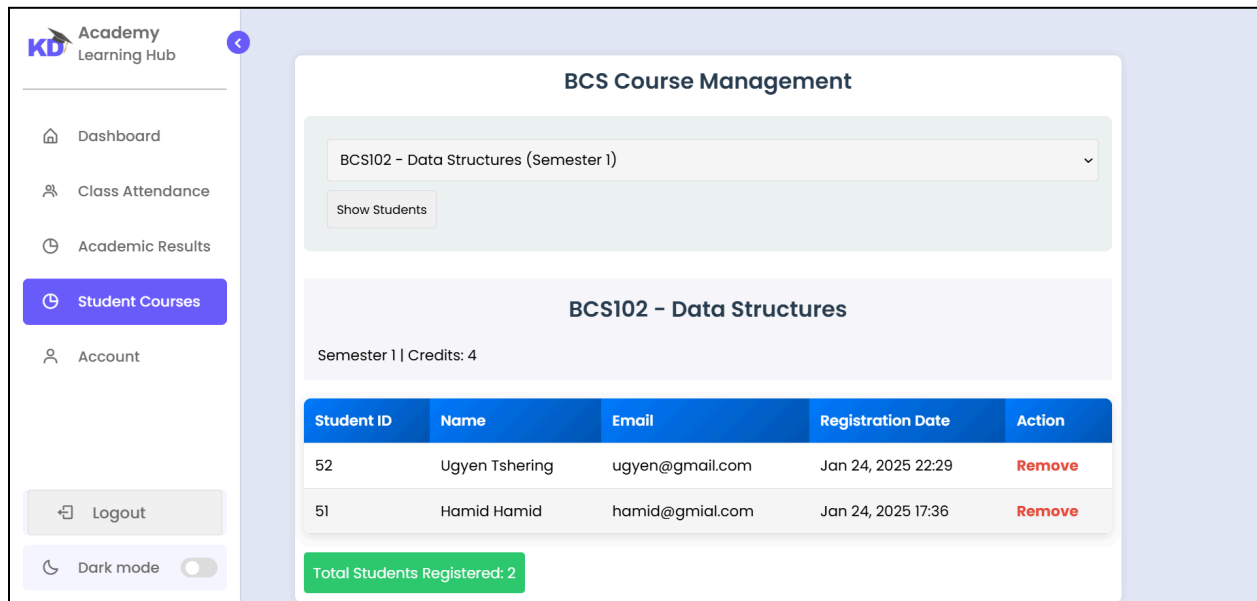 KD
Academy
Learning Hub
Dashboard
Class Attendance
Academic Results
Student Courses
Account
Logout
Dark mode
BCS Course Management
BCS102 - Data Structures (Semester 1)
Show Students
BCS102 - Data Structures
Semester 1 | Credits: 4
Student ID Name Email Registration Date Action
52 Ugyen Tshering ugyen@gmail.com Jan 24, 2025 22:29 Remove
51 Hamid Hamid hamid@gmial.com Jan 24, 2025 17:36 Remove
Total Students Registered: 2